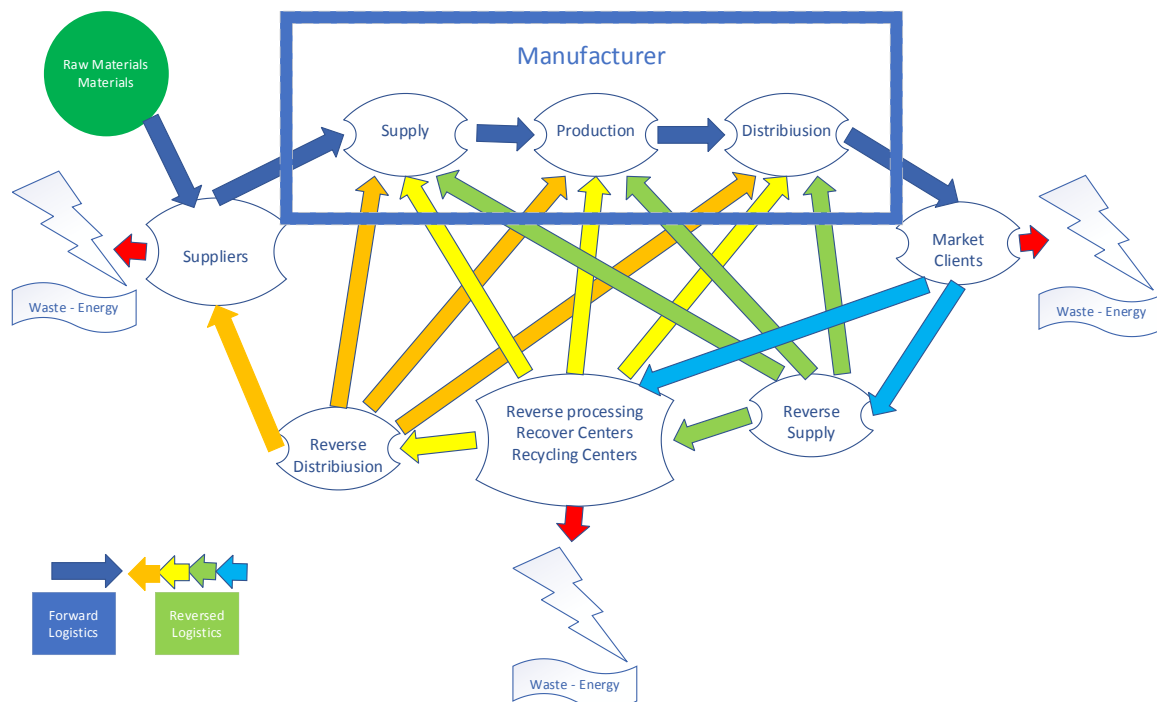 Raw Materials
Materials
Manufacturer
Supply
Production
Distribiusion
Suppliers
Market
Clients
Waste - Energy
Waste - Energy
Reverse processing
Recover Centers
Recycling Centers
Reverse
Supply
Reverse
Distribiusion
Forward
Logistics
Reversed
Logistics
Waste - Energy